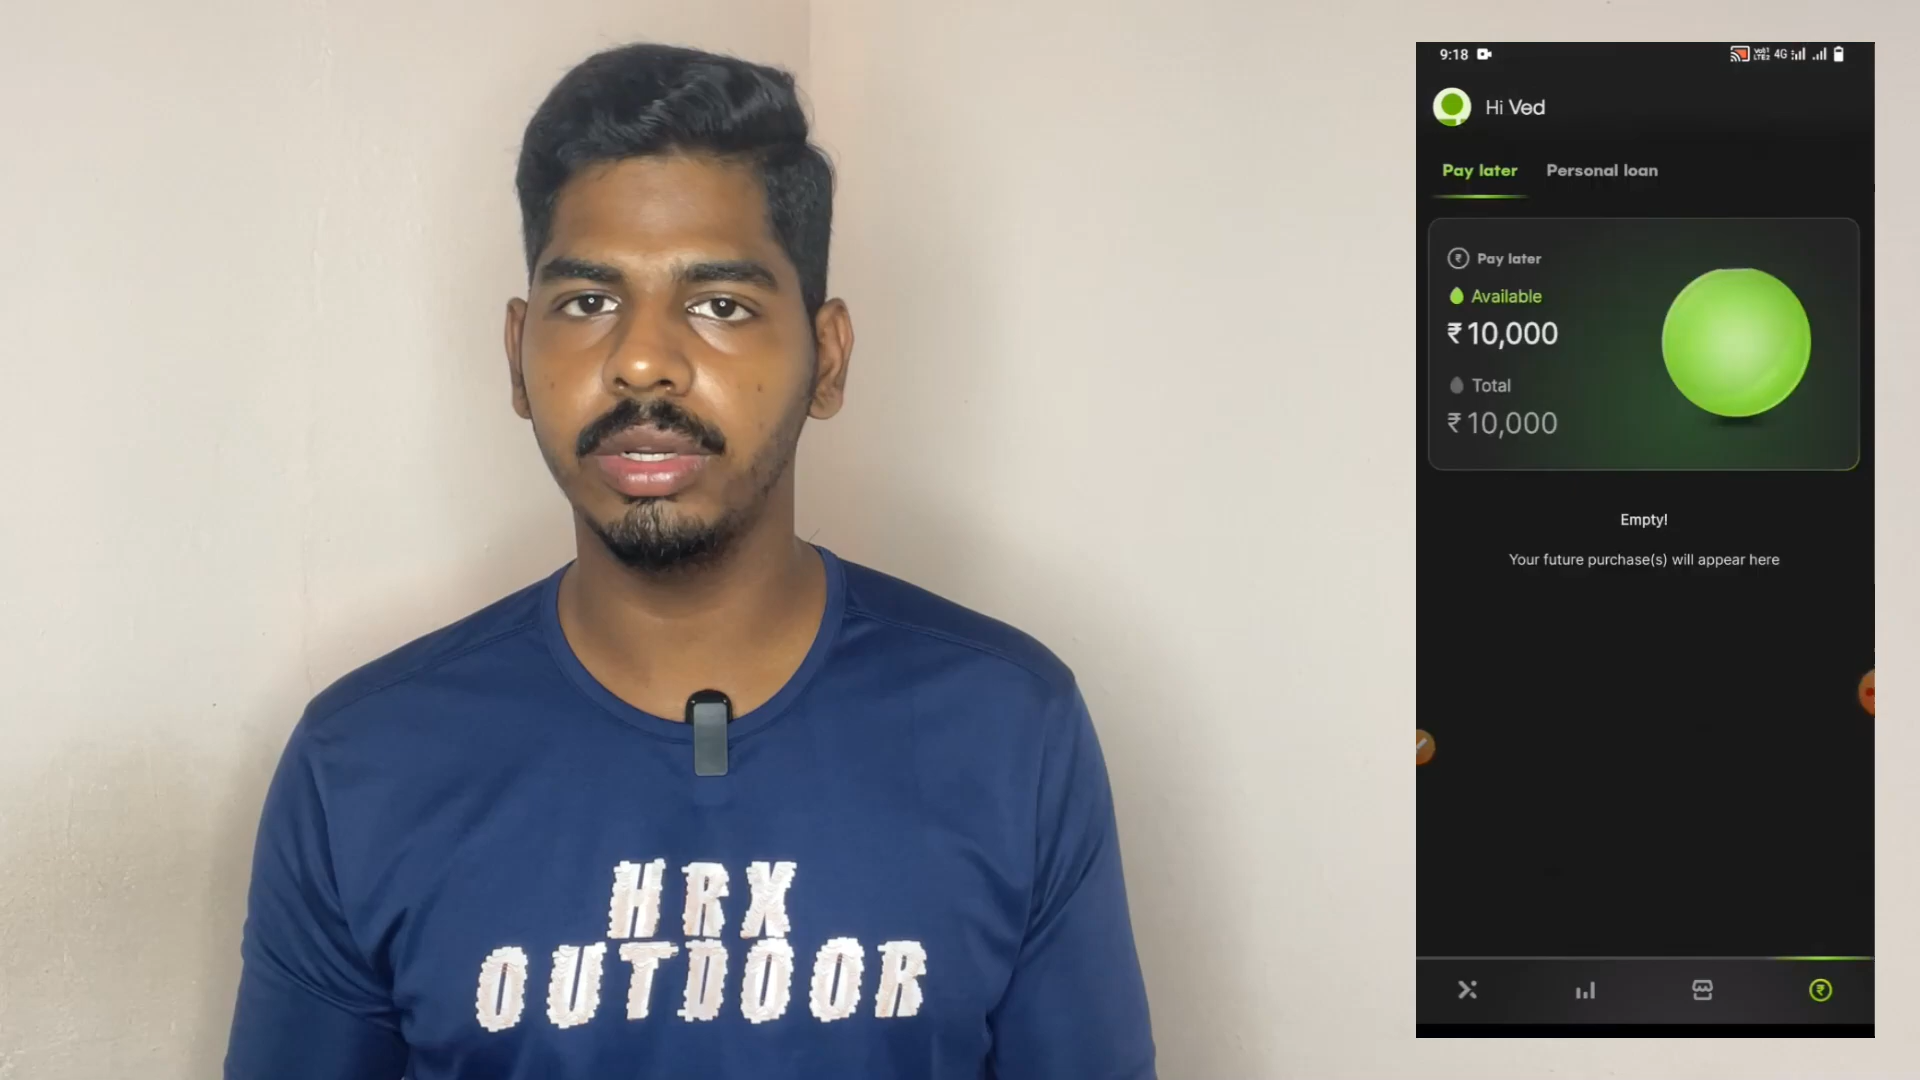 HRX
OUTDOOR
9:18
4G
Hi Ved
Pay later
Personal loan
₹ Pay later
Available
₹10,000
Total
₹10,000
Empty!
Your future purchase(s) will appear here